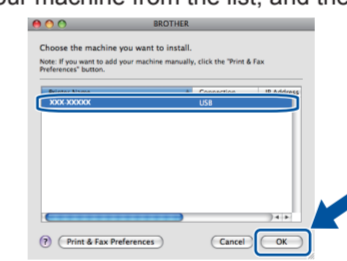 our machine from the list, and the
BROTHER
Choose the machine you want to install.
Note: If you want to add your machine manually, click the "Print & Fax
Preferences" button.
Printer Name Connection IP Address
XXX-XXXXX USB
? Print & Fax Preferences Cancel OK